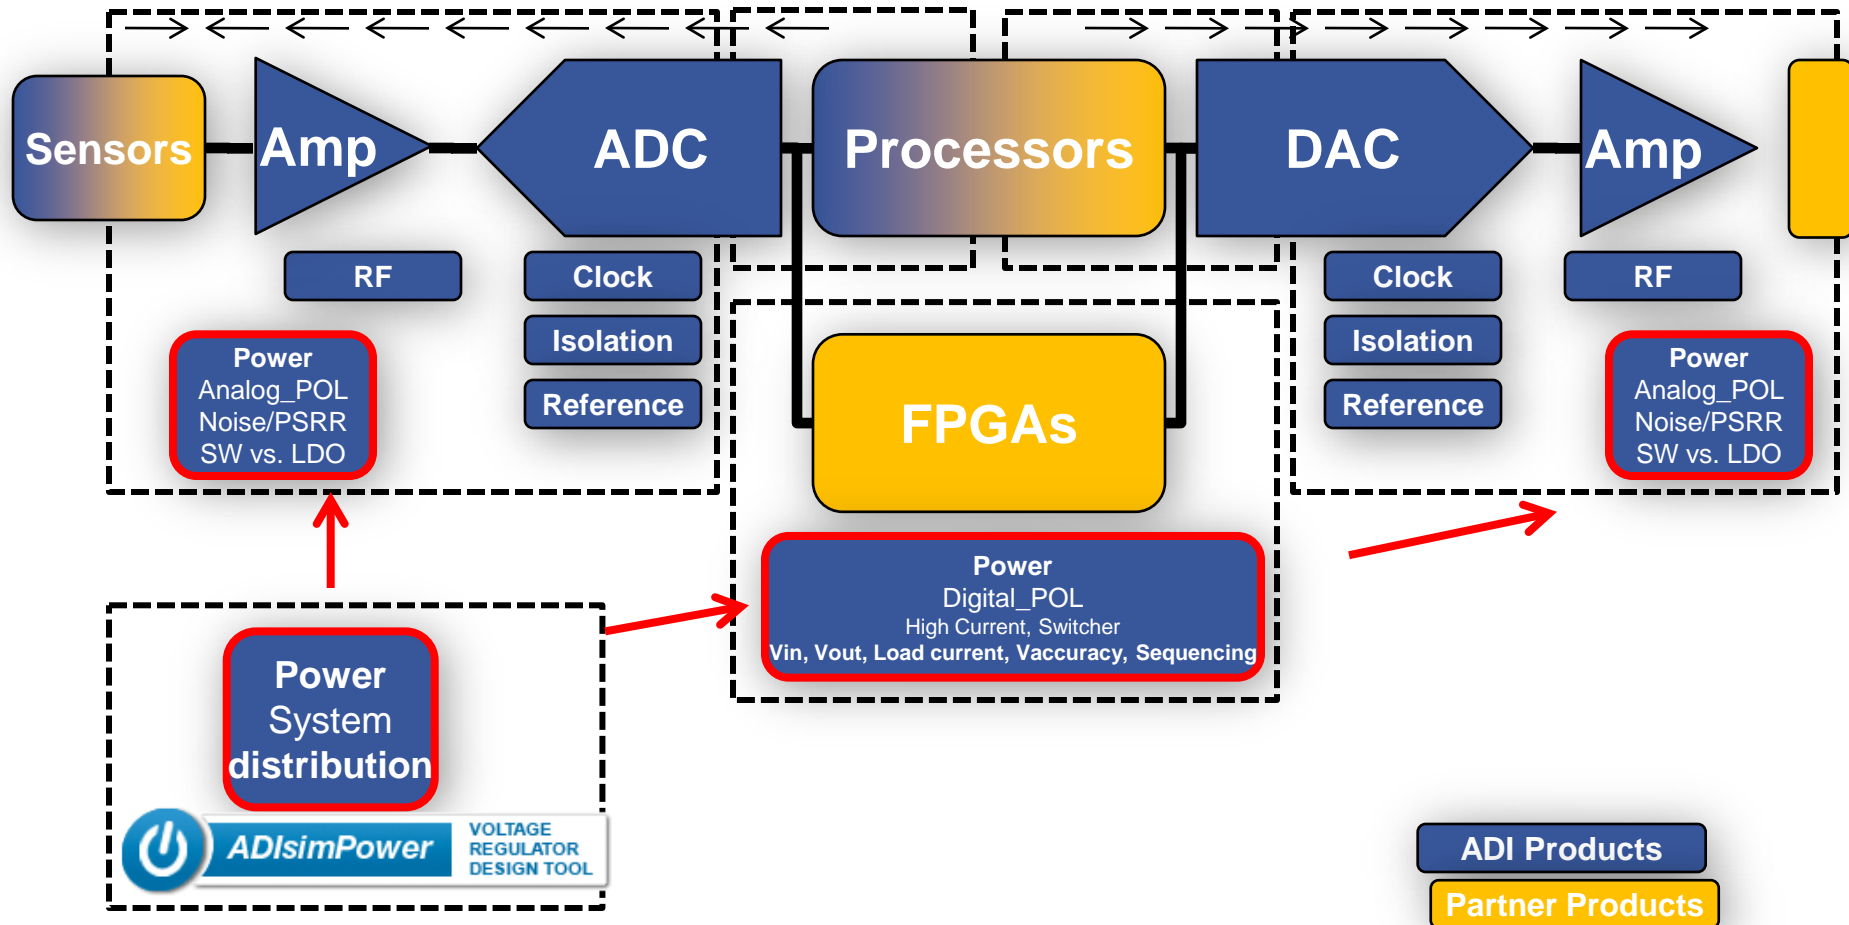 Sensors
Amp
ADC
Processors
DAC
Amp
RF
Clock
Isolation
Reference
Clock
Isolation
Reference
RF
Power
Analog_POL
Noise/PSRR
SW vs. LDO
FPGAs
Power
Analog_POL
Noise/PSRR
SW vs. LDO
Power
Digital_POL
High Current, Switcher
Vin, Vout, Load current, Vaccuracy, Sequencing
Power
System
distribution
ADIsimPower
VOLTAGE
REGULATOR
DESIGN TOOL
ADI Products
Partner Products